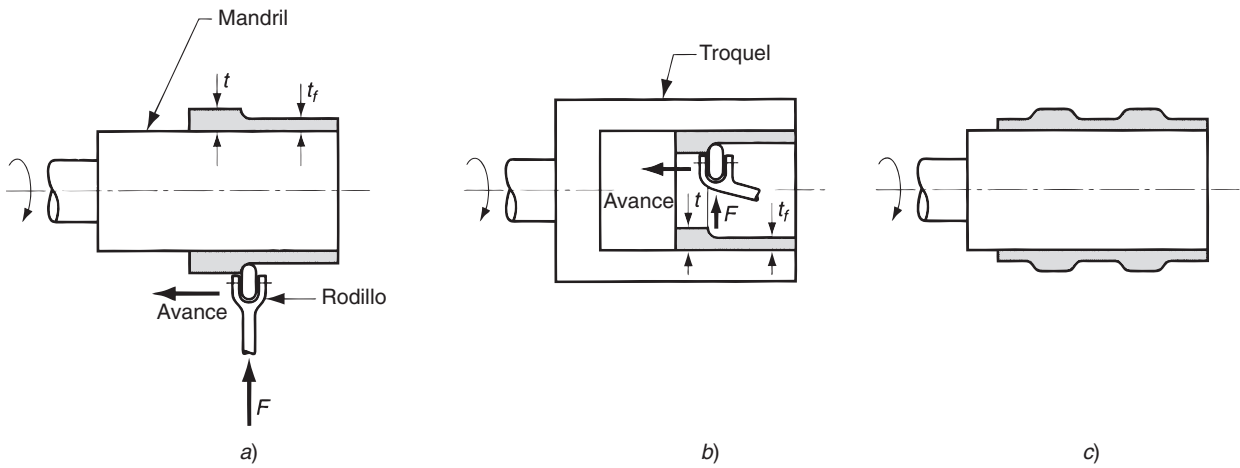 Mandril
t
t_f
Avance
Rodillo
F
a)
Troquel
Avance
t
F
t_f
b)
c)